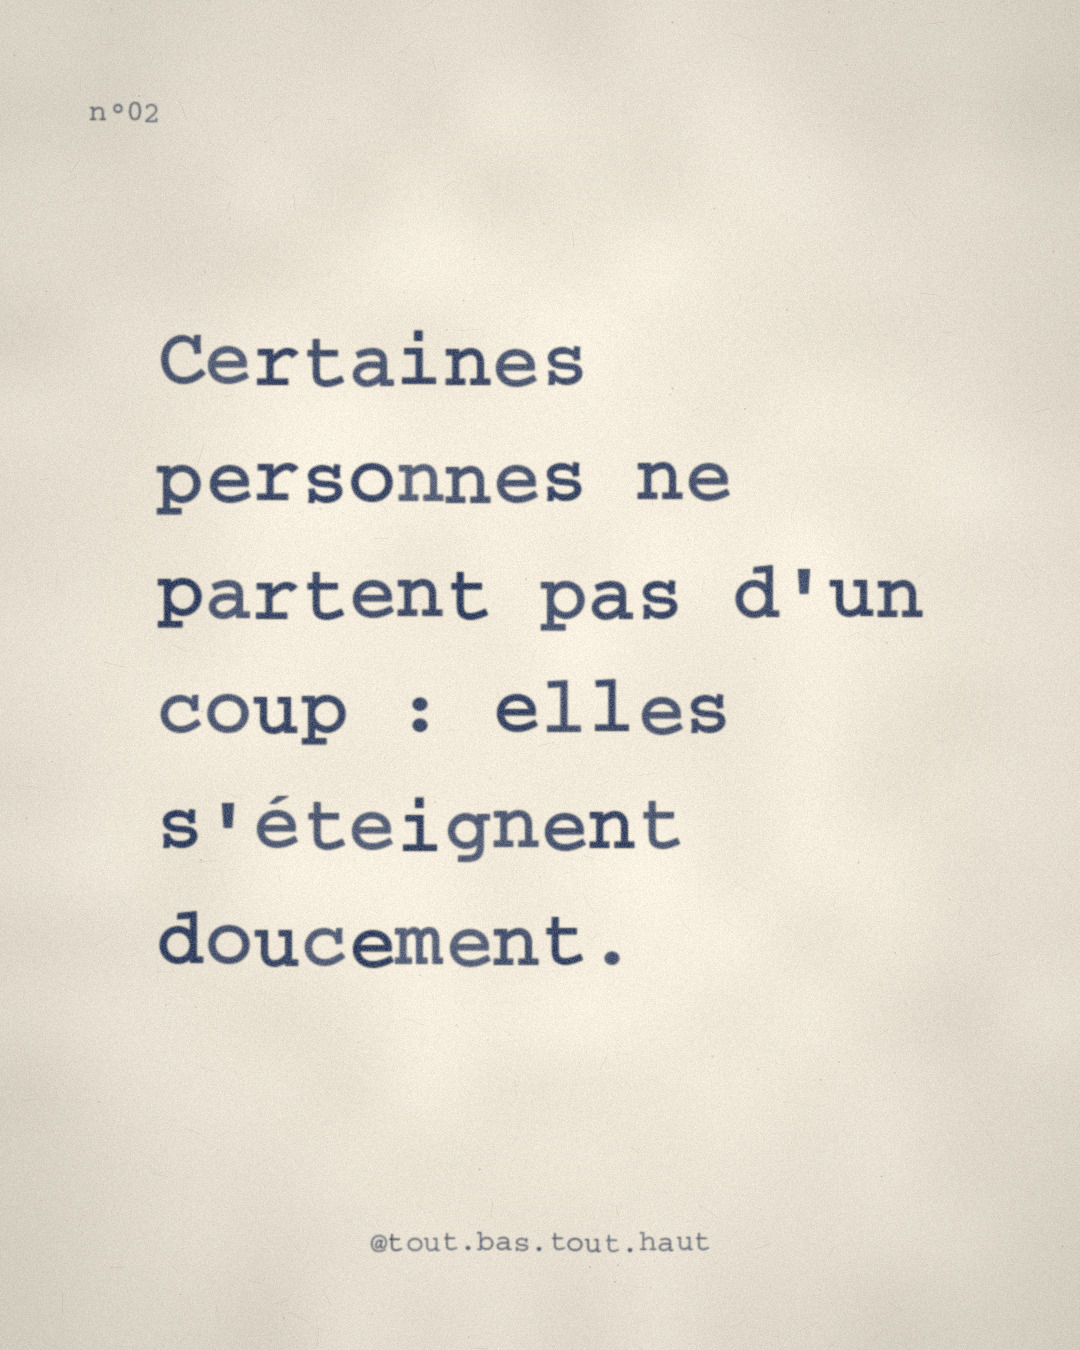 n°02
Certaines
personnes ne
partent pas d'un
coup : elles
s'éteignent
doucement.
@tout.bas.tout.haut